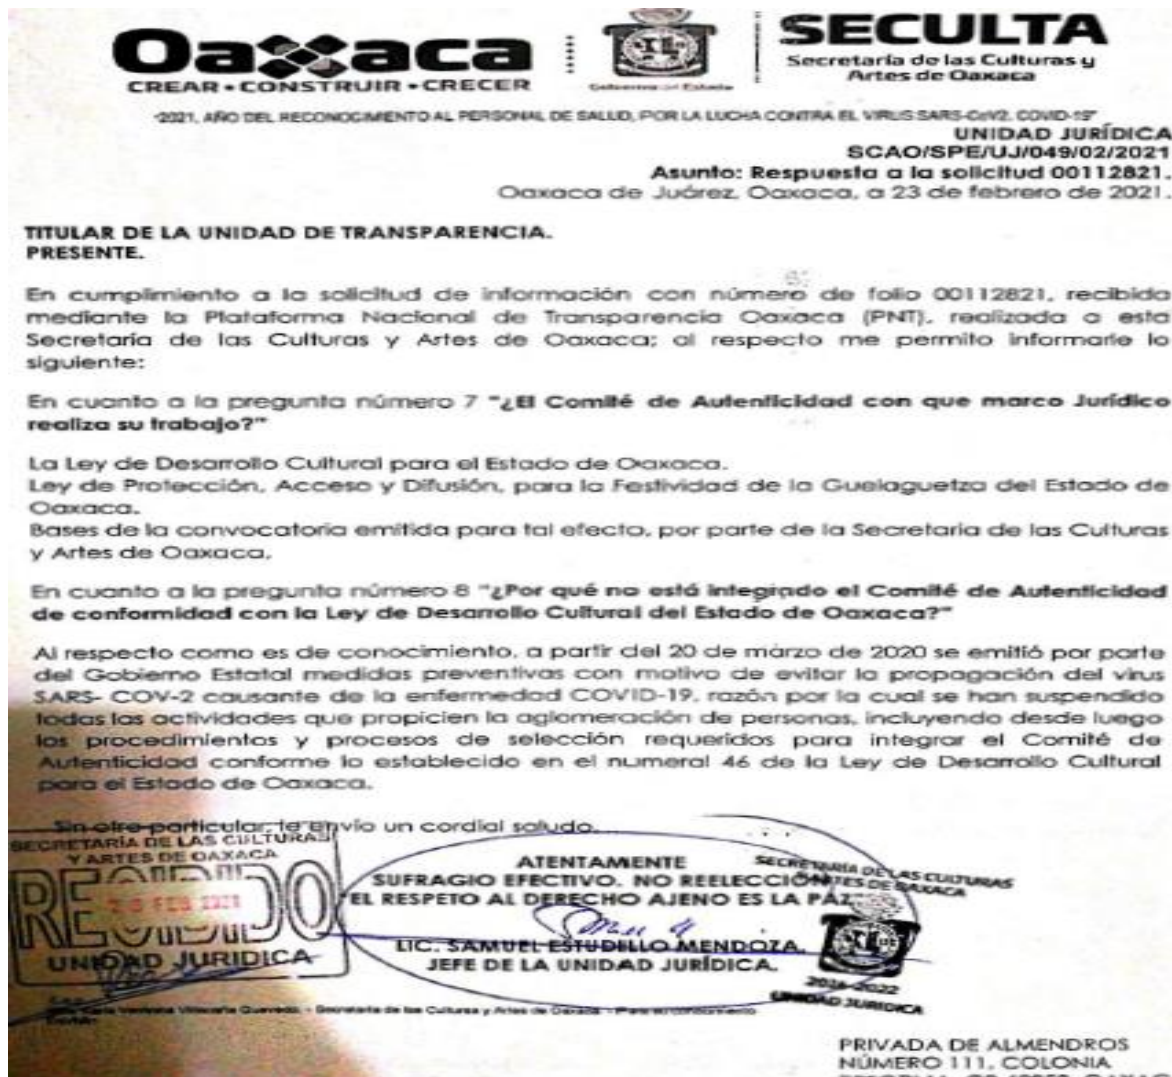 Oaxaca
CREAR • CONSTRUIR • CRECER
Gobierno del Estado
SECULTA
Secretaría de las Culturas y
Artes de Oaxaca
"2021, AÑO DEL RECONOCIMIENTO AL PERSONAL DE SALUD, POR LA LUCHA CONTRA EL VIRUS SARS-CoV2, COVID-19"
UNIDAD JURÍDICA
SCAO/SPE/UJ/049/02/2021
Asunto: Respuesta a la solicitud 00112821.
Oaxaca de Juárez, Oaxaca, a 23 de febrero de 2021.
TITULAR DE LA UNIDAD DE TRANSPARENCIA.
PRESENTE.
En cumplimiento a la solicitud de información con número de folio 00112821, recibida
mediante la Plataforma Nacional de Transparencia Oaxaca (PNT), realizada a esta
Secretaría de las Culturas y Artes de Oaxaca; al respecto me permito informarle lo
siguiente:
En cuanto a la pregunta número 7 "¿El Comité de Autenticidad con que marco Jurídico
realiza su trabajo?"
La Ley de Desarrollo Cultural para el Estado de Oaxaca.
Ley de Protección, Acceso y Difusión, para la Festividad de la Guelaguetza del Estado de
Oaxaca.
Bases de la convocatoria emitida para tal efecto, por parte de la Secretaria de las Culturas
y Artes de Oaxaca.
En cuanto a la pregunta número 8 "¿Por qué no está integrado el Comité de Autenticidad
de conformidad con la Ley de Desarrollo Cultural del Estado de Oaxaca?"
Al respecto como es de conocimiento, a partir del 20 de marzo de 2020 se emitió por parte
del Gobierno Estatal medidas preventivas con motivo de evitar la propagación del virus
SARS- COV-2 causante de la enfermedad COVID-19, razón por la cual se han suspendido
todas las actividades que propicien la aglomeración de personas, incluyendo desde luego
los procedimientos y procesos de selección requeridos para integrar el Comité de
Autenticidad conforme lo establecido en el numeral 46 de la Ley de Desarrollo Cultural
para el Estado de Oaxaca.
Sin otro particular, le envío un cordial saludo.
SECRETARÍA DE LAS CULTURAS
Y ARTES DE OAXACA
RECIBIDO
FEB 2021
UNIDAD JURIDICA
ATENTAMENTE
SUFRAGIO EFECTIVO. NO REELECCIÓN
"EL RESPETO AL DERECHO AJENO ES LA PAZ"
LIC. SAMUEL ESTUDILLO MENDOZA.
JEFE DE LA UNIDAD JURÍDICA.
SECRETARÍA DE LAS CULTURAS
Y ARTES DE OAXACA
2016-2022
UNIDAD JURIDICA
Villacaña Quevedo. - Secretaria de las Culturas y Artes de Oaxaca. - Para su conocimiento
PRIVADA DE ALMENDROS
NÚMERO 111, COLONIA